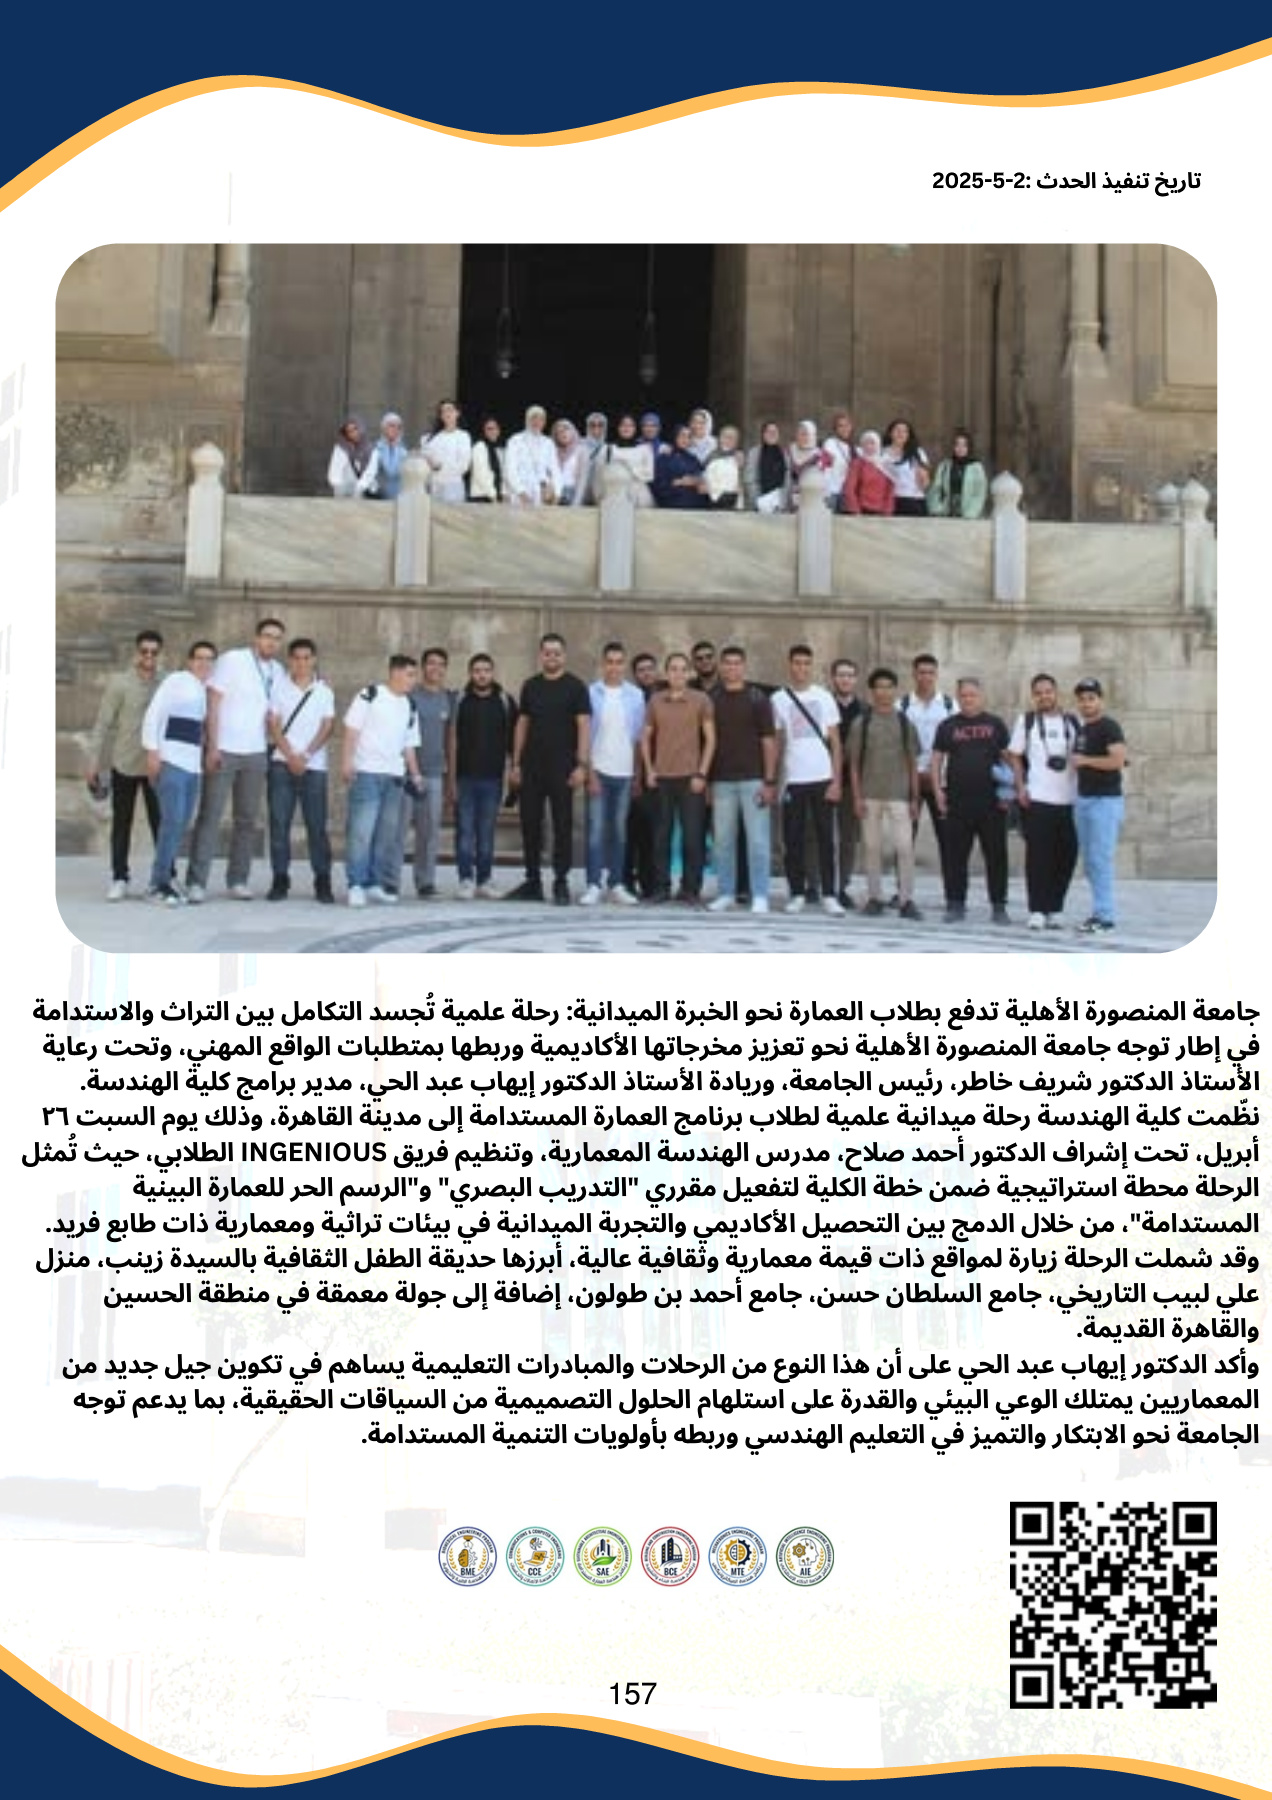 تاريخ تنفيذ الحدث :2-5-2025
ACTIV
جامعة المنصورة الأهلية تدفع بطلاب العمارة نحو الخبرة الميدانية: رحلة علمية تُجسد التكامل بين التراث والاستدامة
في إطار توجه جامعة المنصورة الأهلية نحو تعزيز مخرجاتها الأكاديمية وربطها بمتطلبات الواقع المهني، وتحت رعاية
الأستاذ الدكتور شريف خاطر، رئيس الجامعة، وريادة الأستاذ الدكتور إيهاب عبد الحي، مدير برامج كلية الهندسة.
نظّمت كلية الهندسة رحلة ميدانية علمية لطلاب برنامج العمارة المستدامة إلى مدينة القاهرة، وذلك يوم السبت ٢٦
أبريل، تحت إشراف الدكتور أحمد صلاح، مدرس الهندسة المعمارية، وتنظيم فريق INGENIOUS الطلابي، حيث تُمثل
الرحلة محطة استراتيجية ضمن خطة الكلية لتفعيل مقرري "التدريب البصري" و"الرسم الحر للعمارة البينية
المستدامة"، من خلال الدمج بين التحصيل الأكاديمي والتجربة الميدانية في بيئات تراثية ومعمارية ذات طابع فريد.
وقد شملت الرحلة زيارة لمواقع ذات قيمة معمارية وثقافية عالية، أبرزها حديقة الطفل الثقافية بالسيدة زينب، منزل
علي لبيب التاريخي، جامع السلطان حسن، جامع أحمد بن طولون، إضافة إلى جولة معمقة في منطقة الحسين
والقاهرة القديمة.
وأكد الدكتور إيهاب عبد الحي على أن هذا النوع من الرحلات والمبادرات التعليمية يساهم في تكوين جيل جديد من
المعماريين يمتلك الوعي البيئي والقدرة على استلهام الحلول التصميمية من السياقات الحقيقية، بما يدعم توجه
الجامعة نحو الابتكار والتميز في التعليم الهندسي وربطه بأولويات التنمية المستدامة.
BME CCE SAE BCE MTE AIE
157